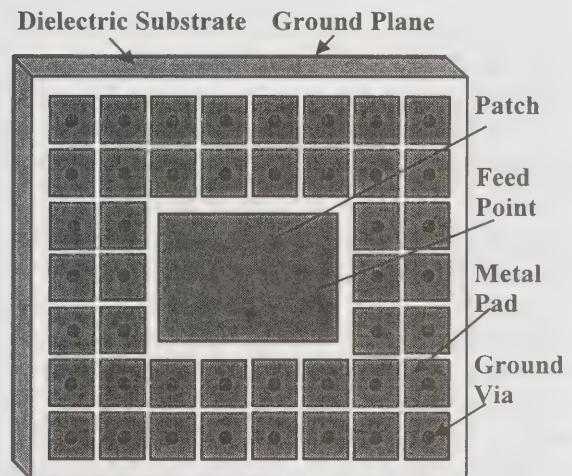 Dielectric Substrate
Ground Plane
Patch
Feed
Point
Metal
Pad
Ground
Via